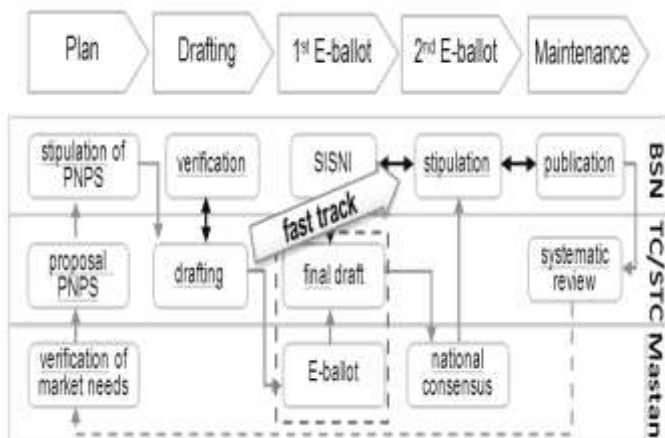 Plan
Drafting
1st E-ballot
2nd E-ballot
Maintenance
stipulation of
PNPS
verification
SISNI
stipulation
publication
BSN
fast track
proposal
PNPS
drafting
final draft
systematic
review
TC/STC
verification of
market needs
E-ballot
national
consensus
Mastan